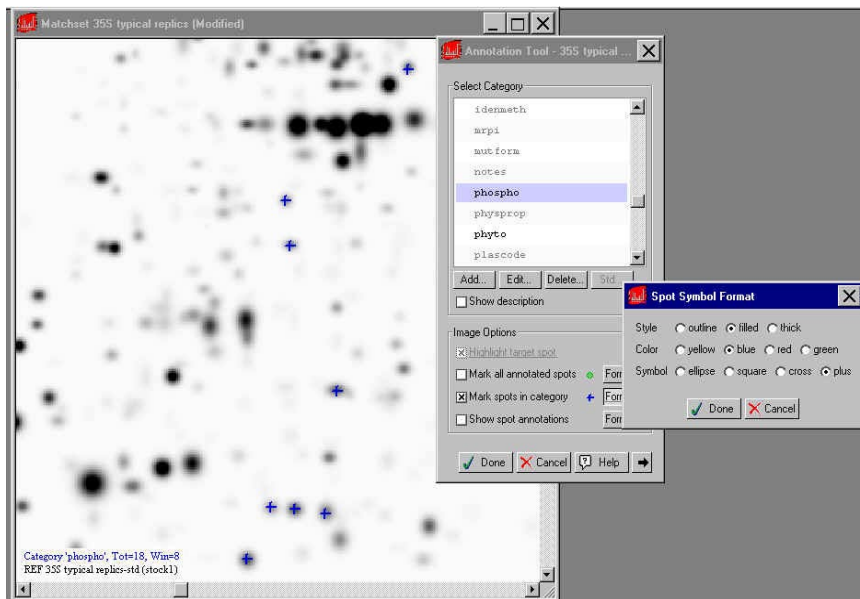 Matchset 35S typical replics (Modified)
Category 'phospho', Tot=18, Win=8
REF 35S typical replics-std (stock1)
Annotation Tool - 35S typical ...
Select Category
idenmeth
mrpi
mutform
notes
phospho
physprop
phyto
plascode
Add... Edit... Delete... Std...
Show description
Image Options
Highlight target spot
Mark all annotated spots Form
Mark spots in category Form
Show spot annotations Form
Done Cancel Help
Spot Symbol Format
Style outline filled thick
Color yellow blue red green
Symbol ellipse square cross plus
Done Cancel